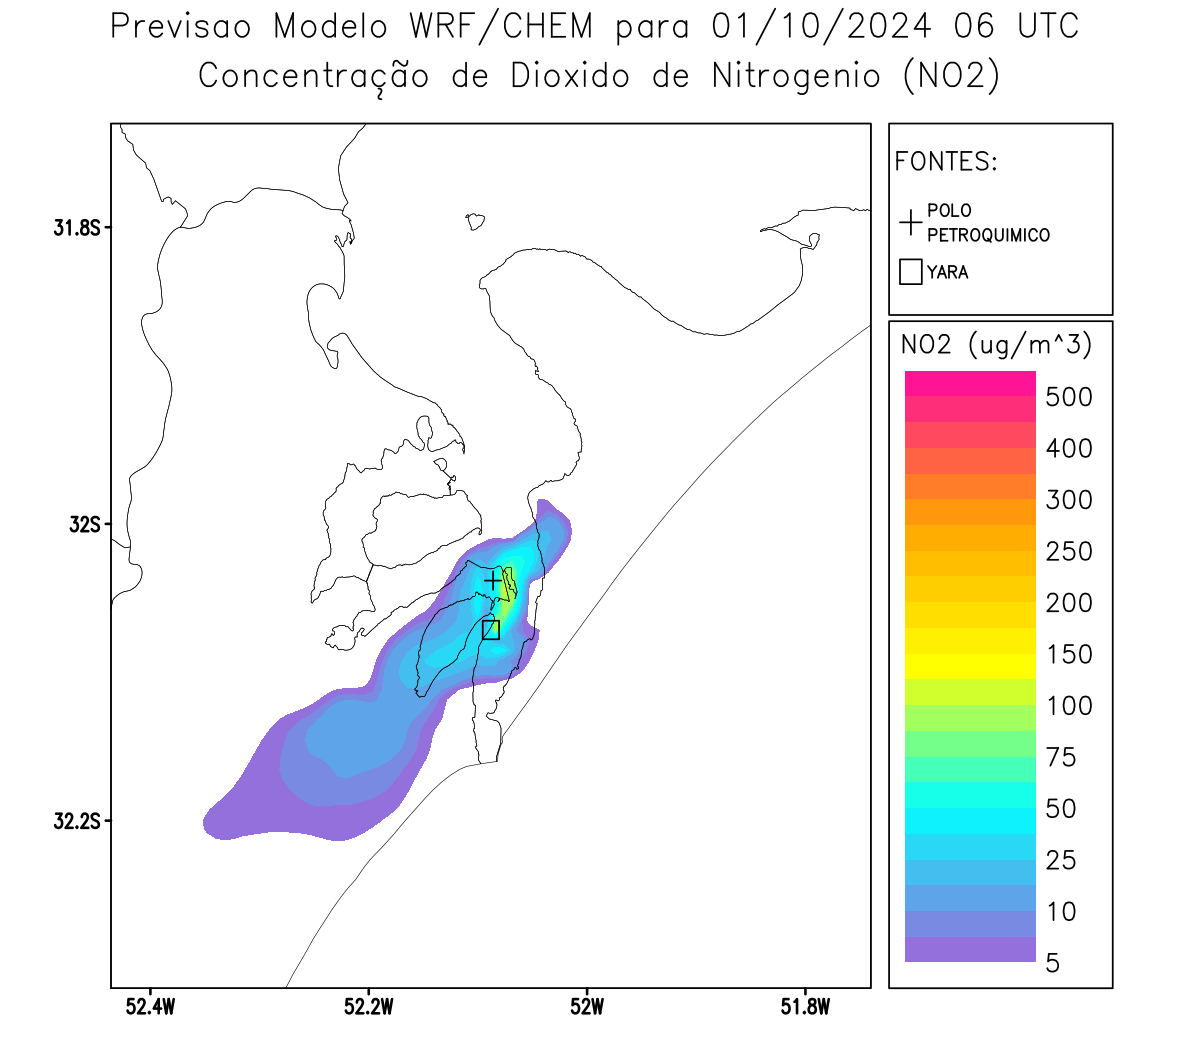 Previsao Modelo WRF/CHEM para 01/10/2024 06 UTC
Concentração de Dioxido de Nitrogenio (NO2)
FONTES:
POLO
PETROQUIMICO
YARA
NO2 (ug/m^3)
500
400
300
250
200
150
100
75
50
25
10
5
31.8S
32S
32.2S
52.4W
52.2W
52W
51.8W